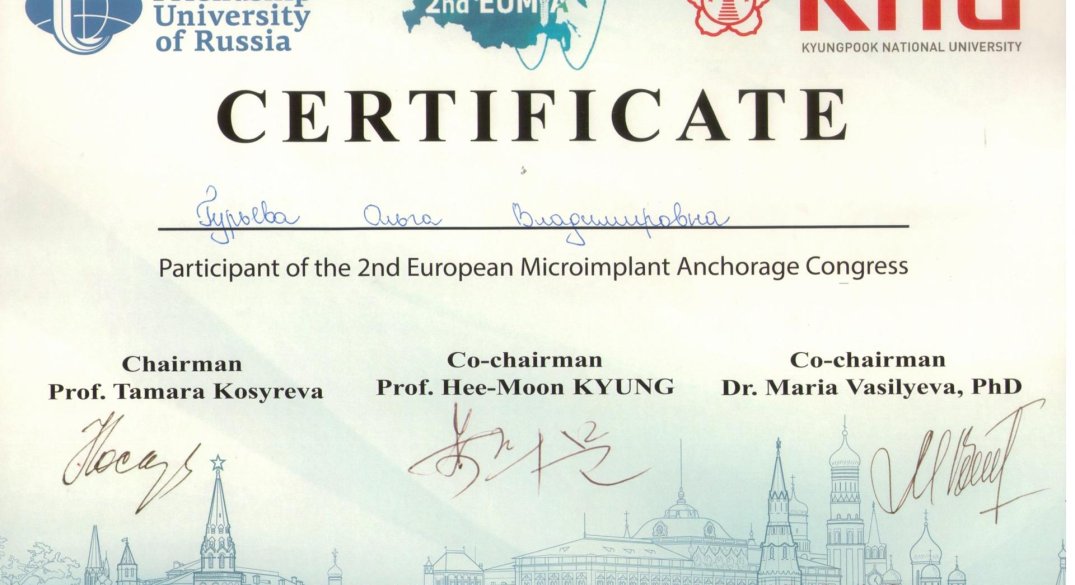 University
of Russia
2nd EUMIA
KNU
KYUNGPOOK NATIONAL UNIVERSITY
CERTIFICATE
Гурьева Ольга Владимировна
Participant of the 2nd European Microimplant Anchorage Congress
Chairman
Prof. Tamara Kosyreva
Co-chairman
Prof. Hee-Moon KYUNG
Co-chairman
Dr. Maria Vasilyeva, PhD